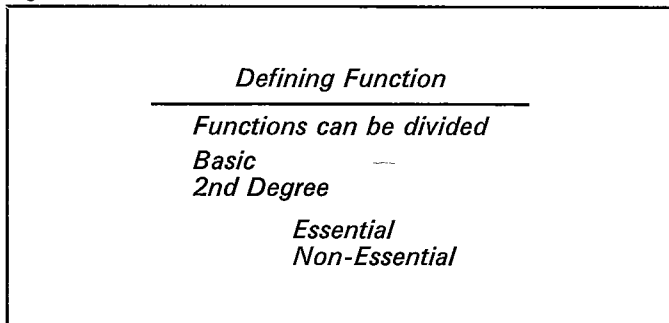 Defining Function
Functions can be divided
Basic
2nd Degree
Essential
Non-Essential